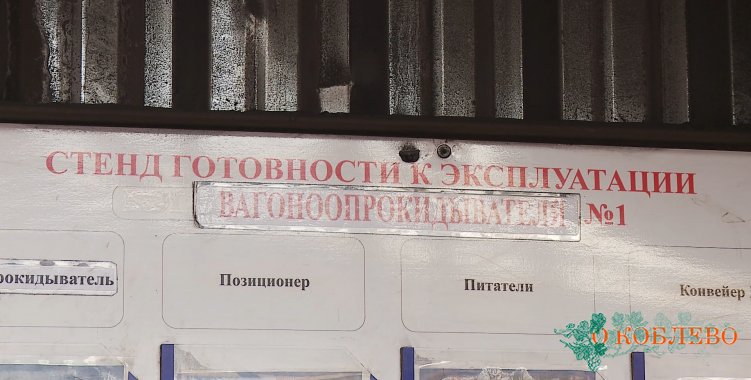 СТЕНД ГОТОВНОСТИ К ЭКСПЛУАТАЦИИ
ВАГОНООПРОКИДЫВАТЕЛЯ №1
рокидыватель
Позиционер
Питатели
Конвейер
О КОБЛЕВО